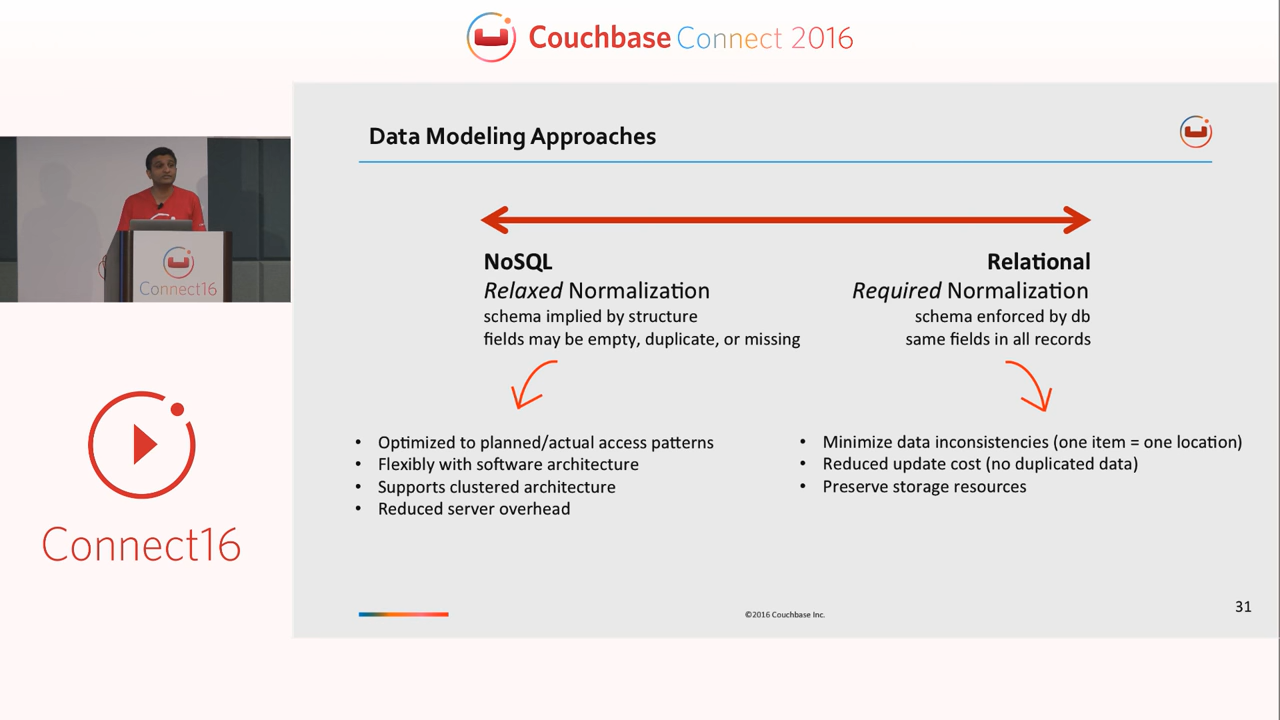 Couchbase Connect 2016
Data Modeling Approaches
NoSQL
Relaxed Normalization
schema implied by structure
fields may be empty, duplicate, or missing
Relational
Required Normalization
schema enforced by db
same fields in all records
• Optimized to planned/actual access patterns
• Flexibly with software architecture
• Supports clustered architecture
• Reduced server overhead
• Minimize data inconsistencies (one item = one location)
• Reduced update cost (no duplicated data)
• Preserve storage resources
Connect16
Connect16
©2016 Couchbase Inc.
31